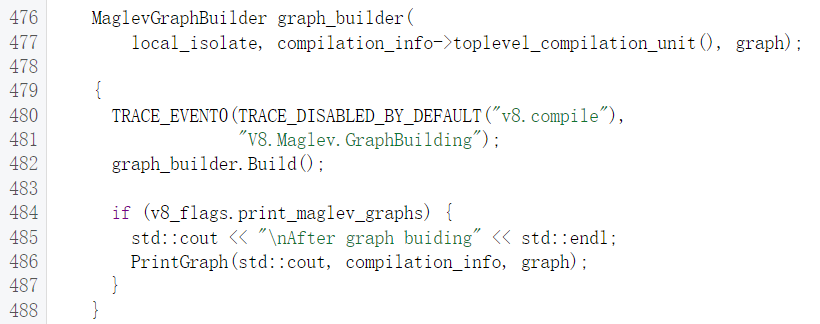 476 MaglevGraphBuilder graph_builder(
477 local_isolate, compilation_info->toplevel_compilation_unit(), graph);
478
479 {
480 TRACE_EVENT0(TRACE_DISABLED_BY_DEFAULT("v8.compile"),
481 "V8.Maglev.GraphBuilding");
482 graph_builder.Build();
483
484 if (v8_flags.print_maglev_graphs) {
485 std::cout << "\nAfter graph buiding" << std::endl;
486 PrintGraph(std::cout, compilation_info, graph);
487 }
488 }